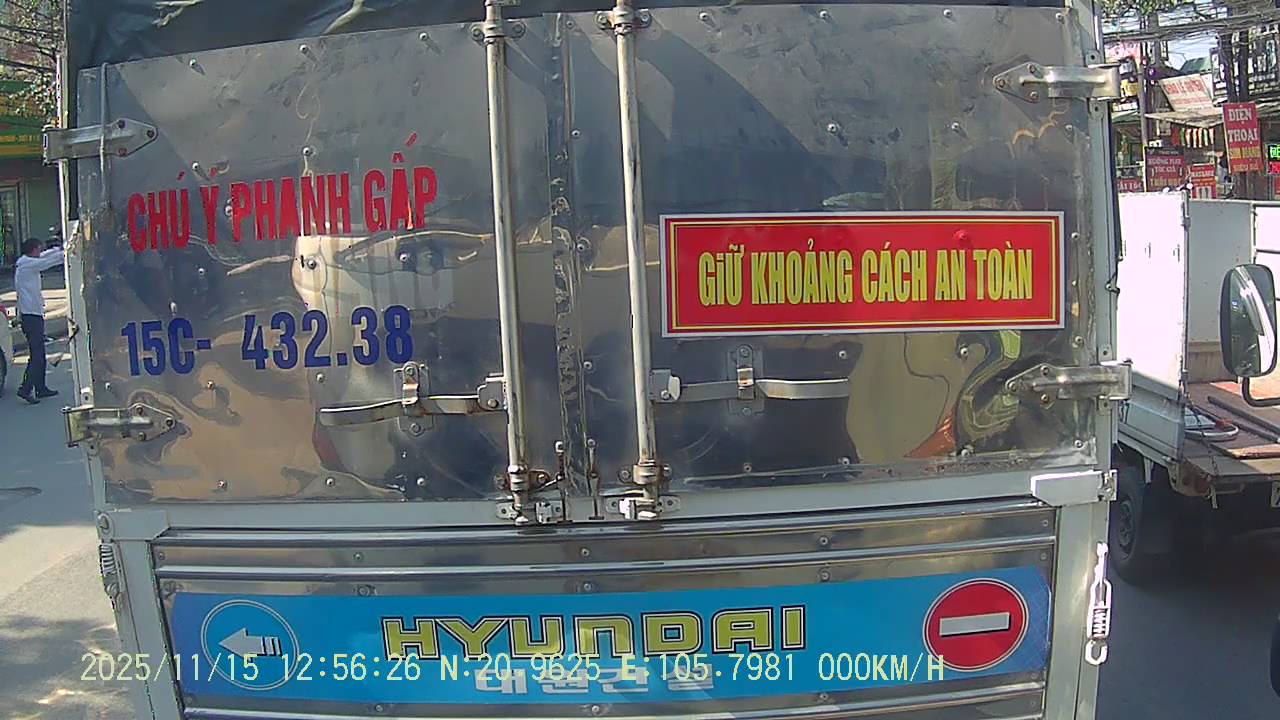 CHÚ Ý PHANH GẤP
15C- 432.38
GIỮ KHOẢNG CÁCH AN TOÀN
ĐIỆN
THOẠI
HYUNDAI
2025/11/15 12:56:26 N:20.9625 E:105.7981 000KM/H